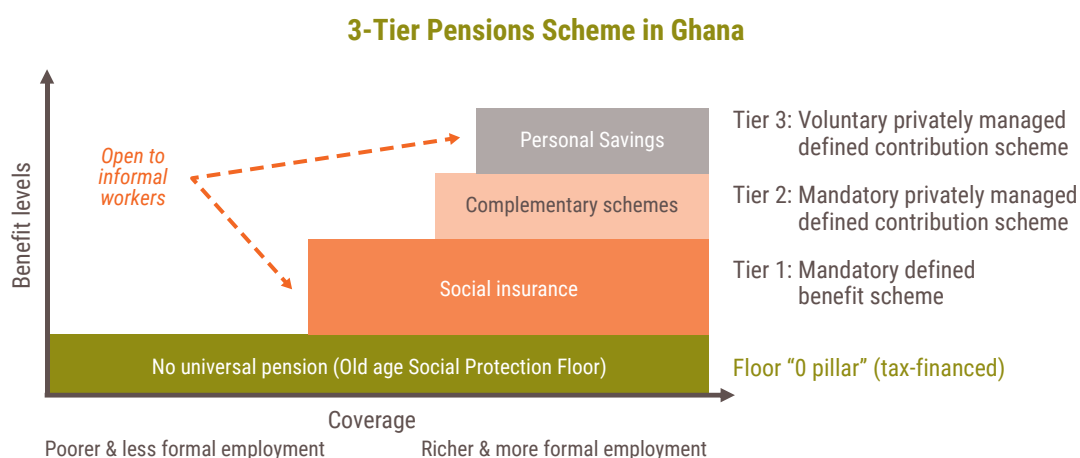 3-Tier Pensions Scheme in Ghana
Benefit levels
Open to
informal
workers
Personal Savings
Complementary schemes
Social insurance
No universal pension (Old age Social Protection Floor)
Tier 3: Voluntary privately managed
defined contribution scheme
Tier 2: Mandatory privately managed
defined contribution scheme
Tier 1: Mandatory defined
benefit scheme
Floor “0 pillar” (tax-financed)
Coverage
Poorer & less formal employment
Richer & more formal employment